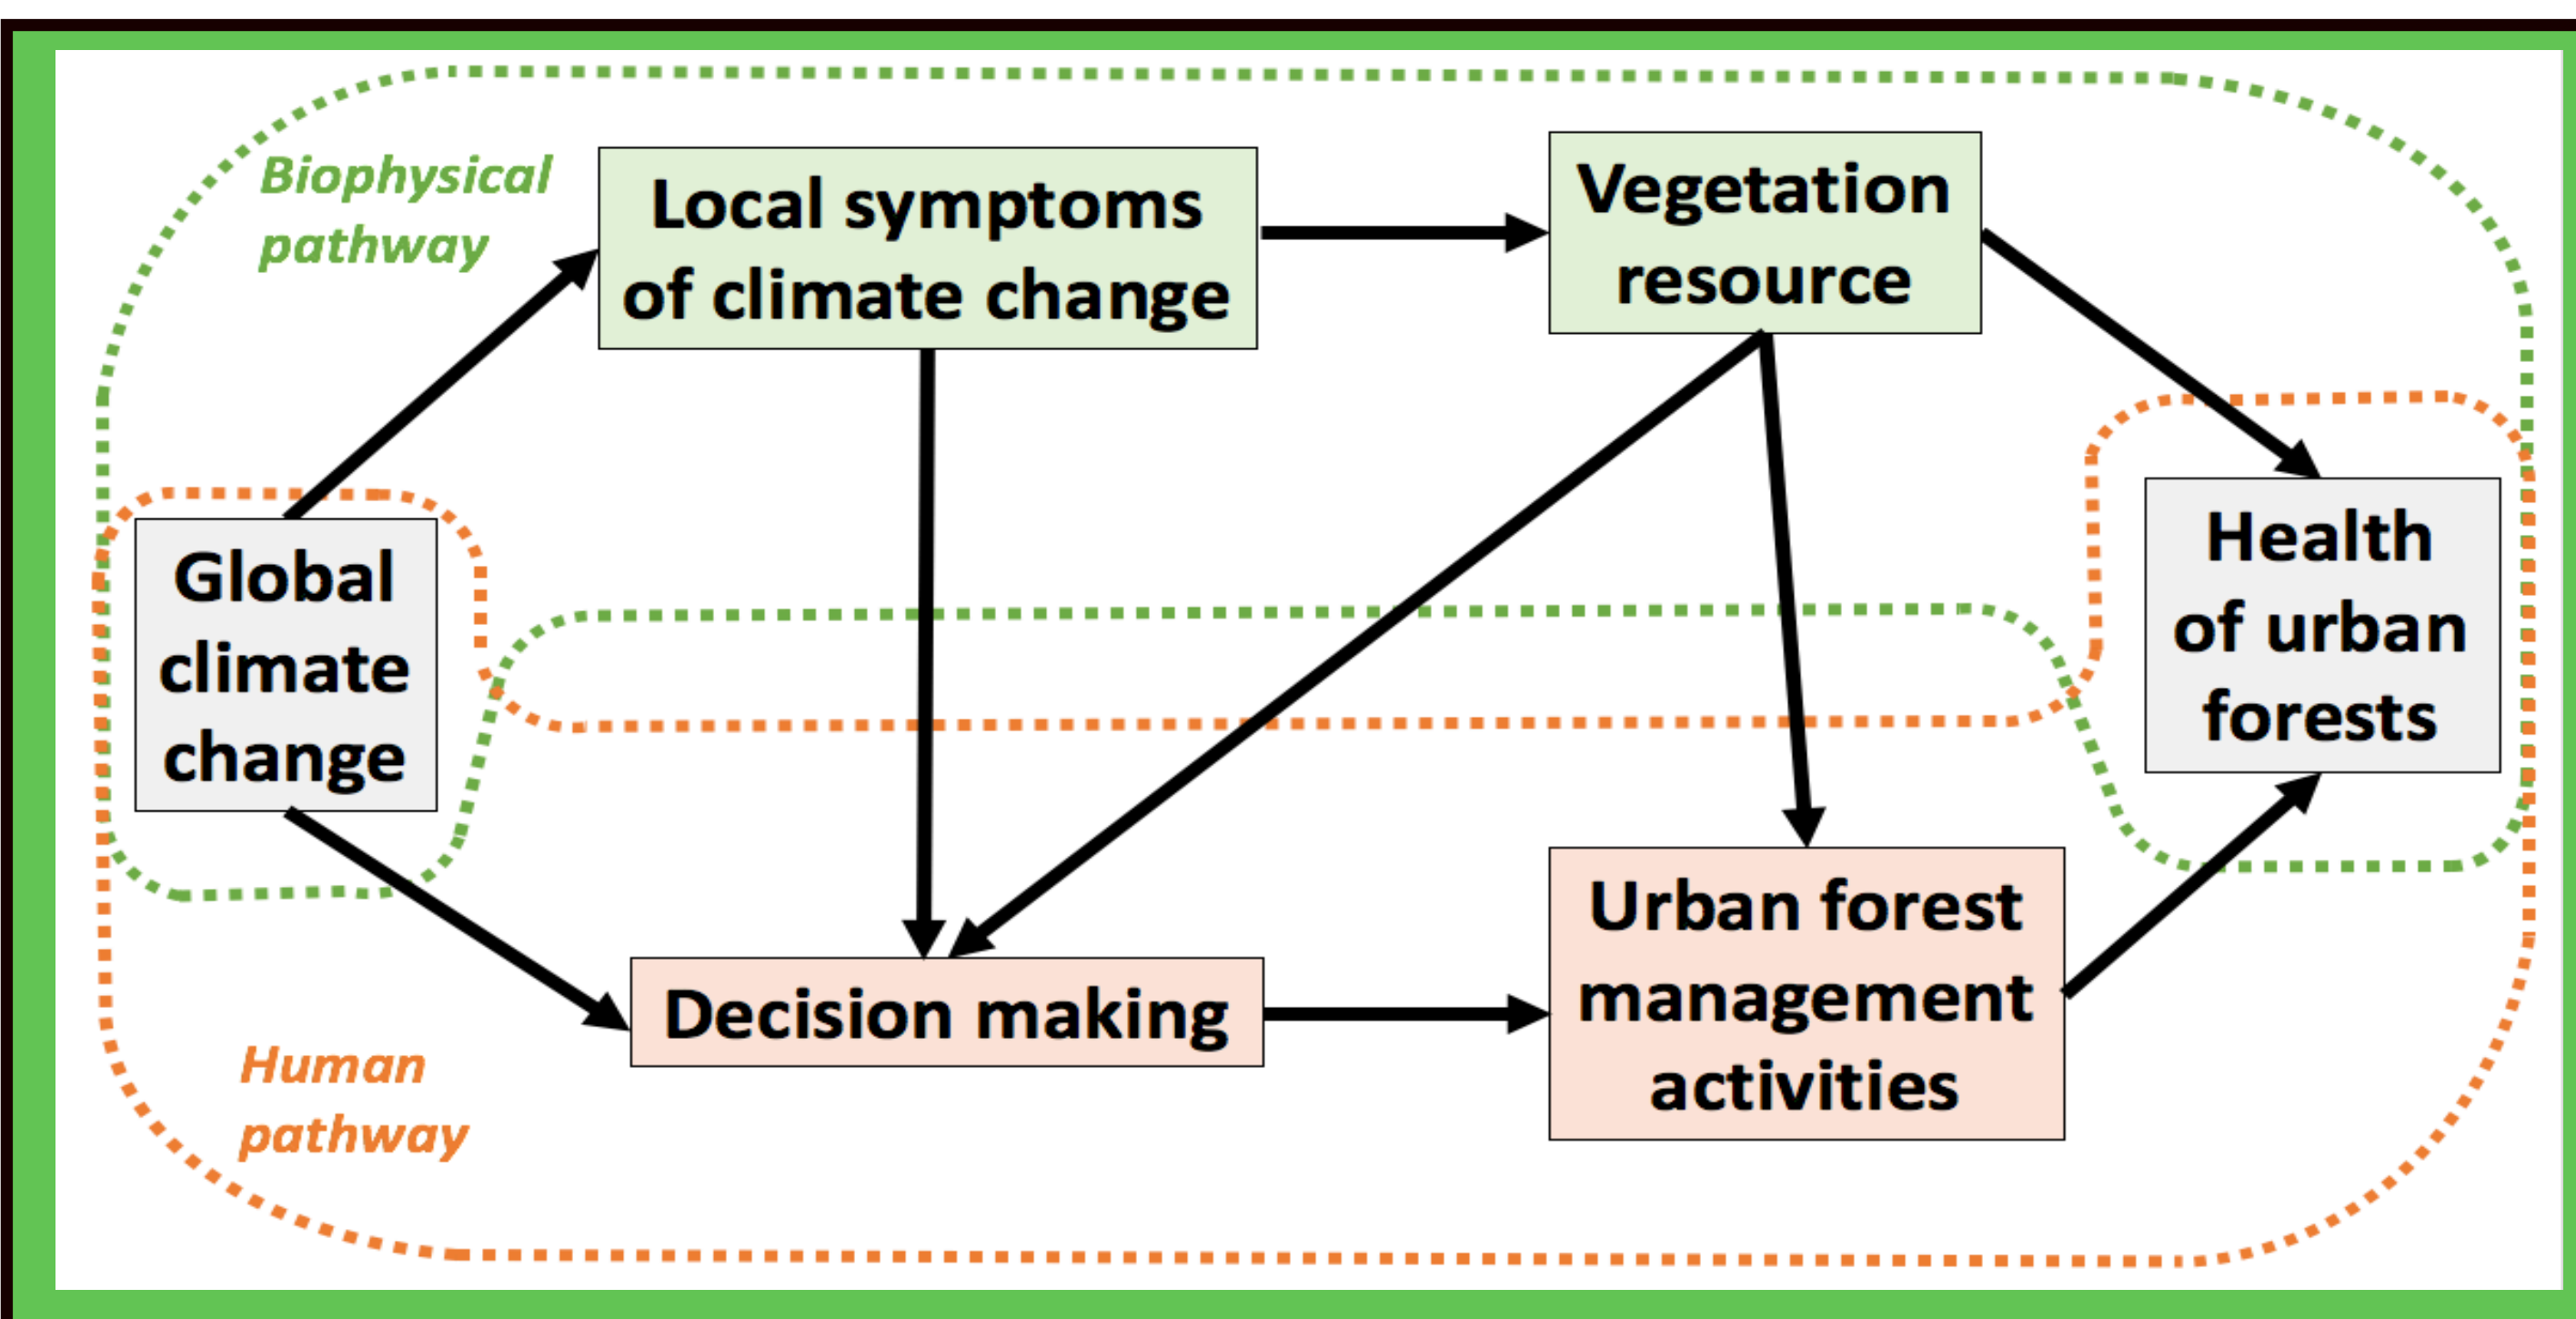 Biophysical
pathway
Local symptoms
of climate change
Vegetation
resource
Global
climate
change
Health
of urban
forests
Decision making
Urban forest
management
activities
Human
pathway